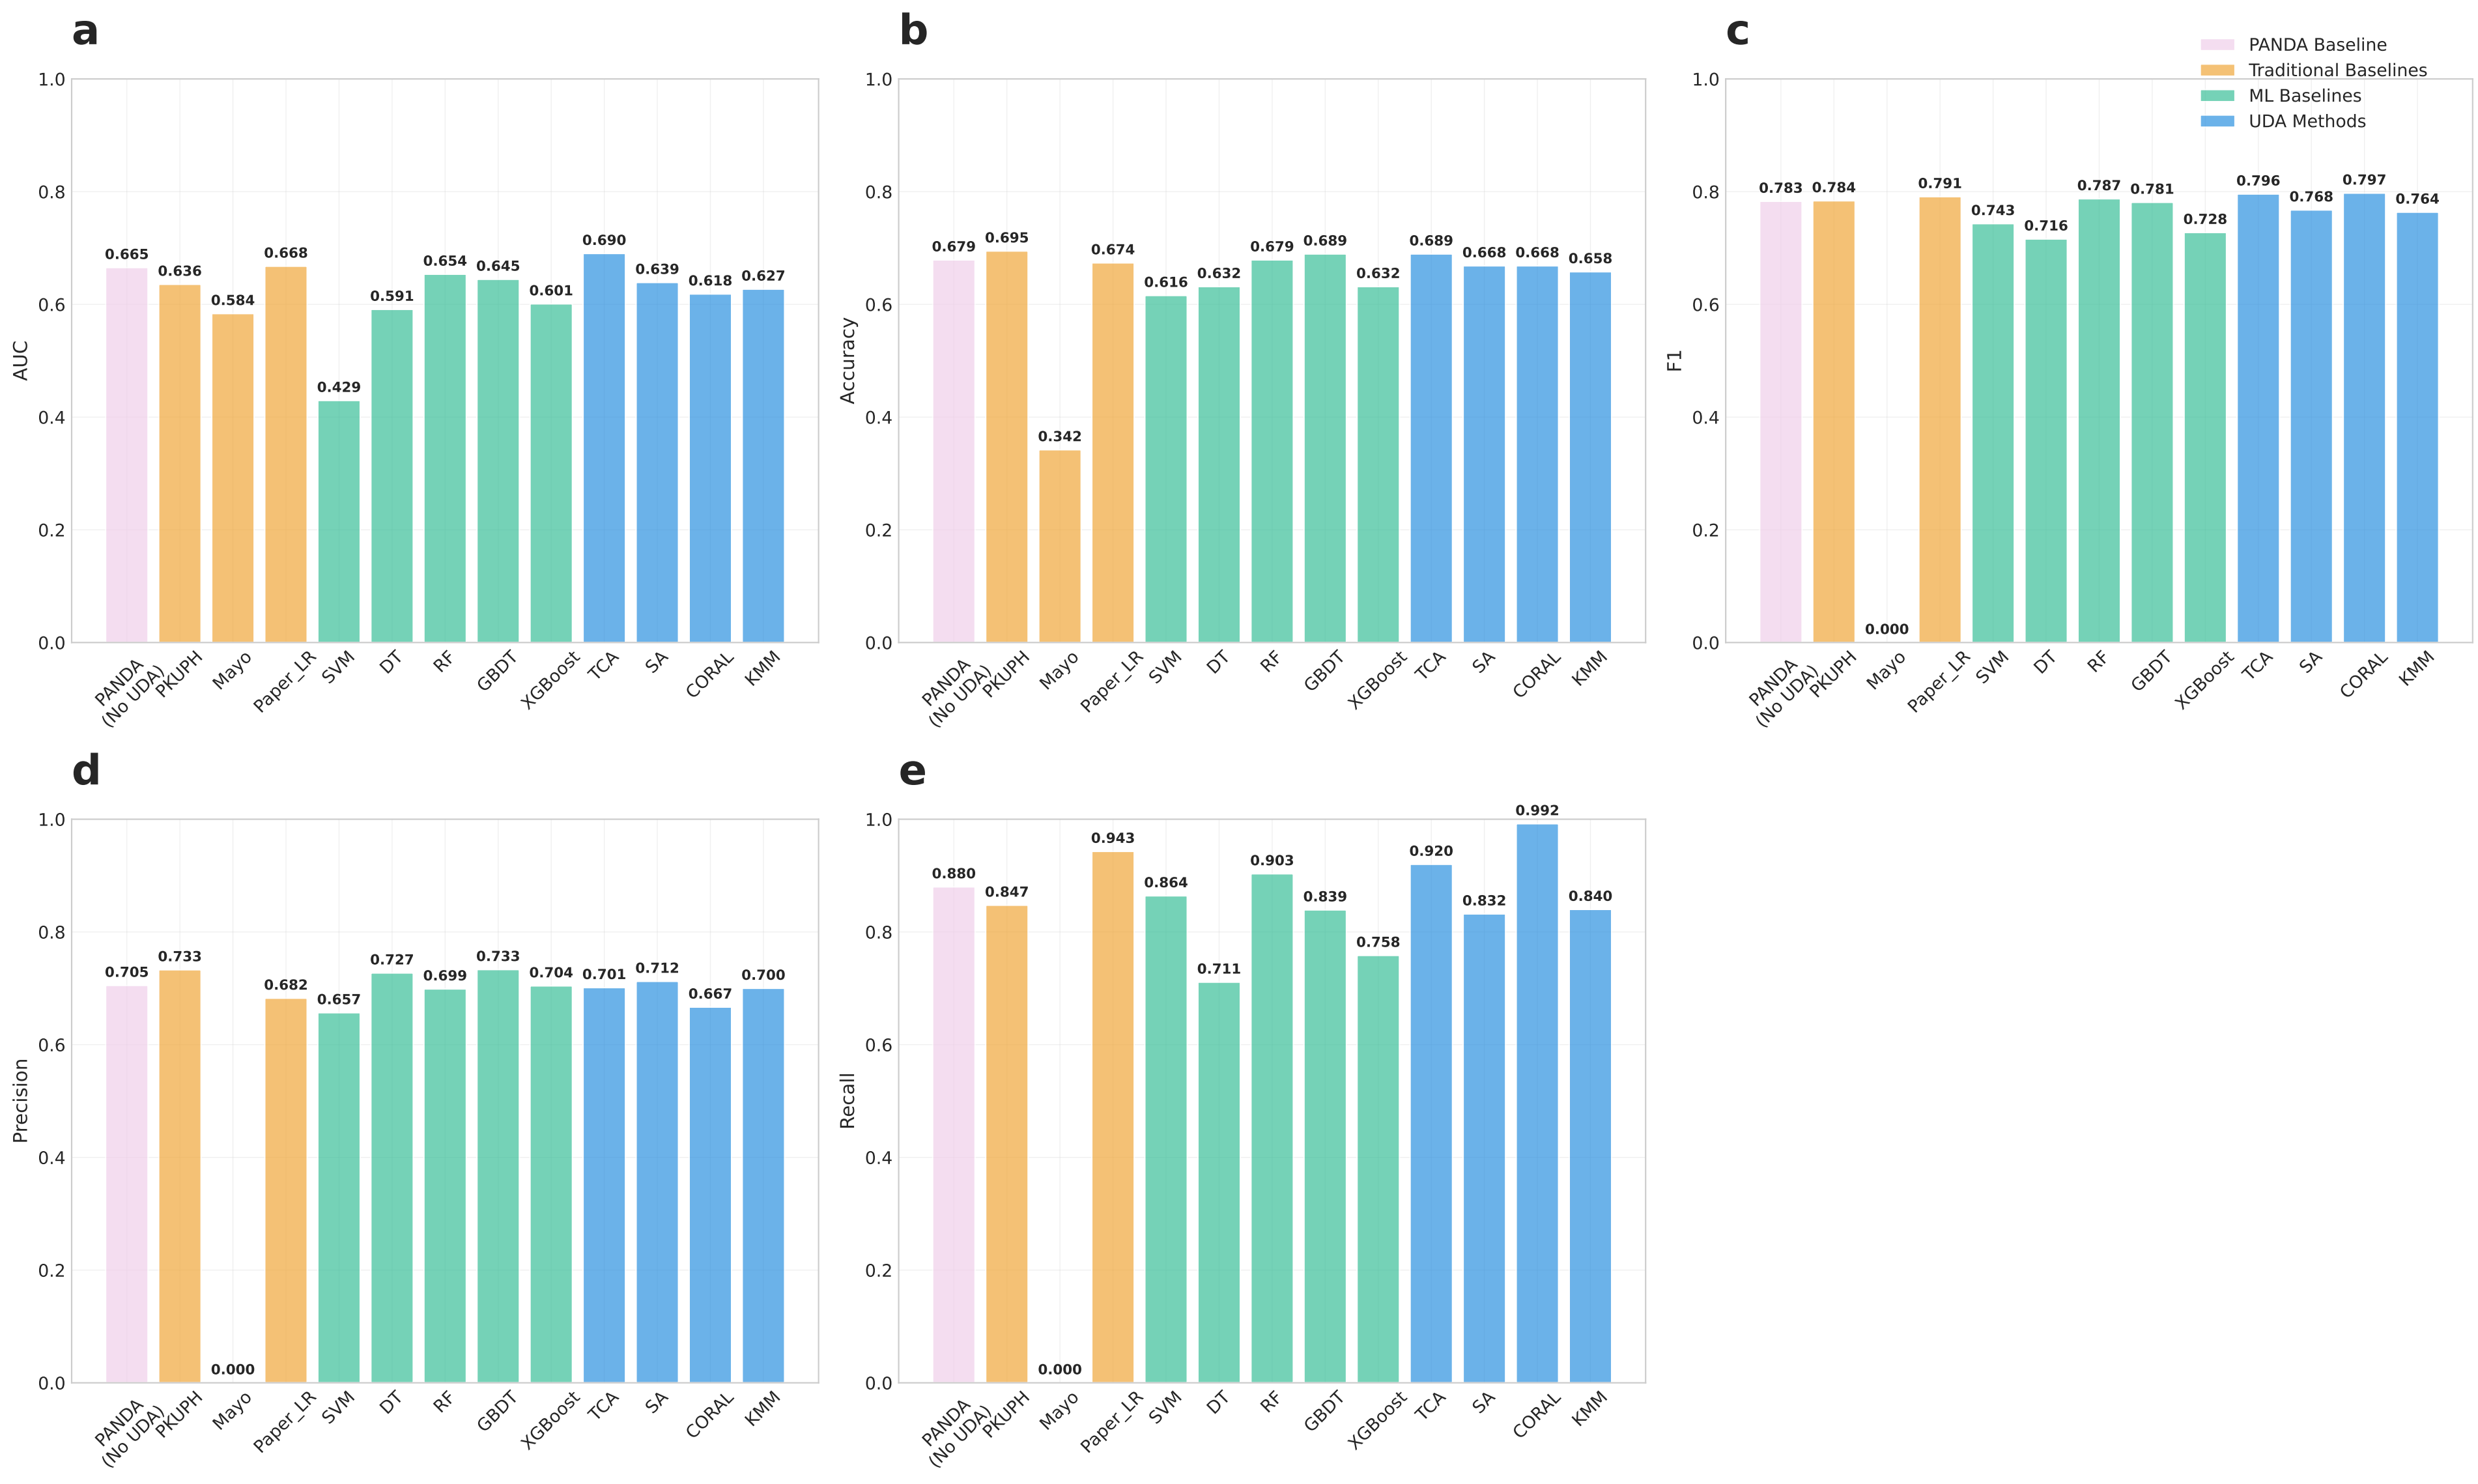 a
AUC
1.0
0.8
0.6
0.4
0.2
0.0
0.665
0.636
0.584
0.668
0.429
0.591
0.654
0.645
0.601
0.690
0.639
0.618
0.627
PANDA
(No UDA)
PKUPH
Mayo
Paper_LR
SVM
DT
RF
GBDT
XGBoost
TCA
SA
CORAL
KMM
b
Accuracy
1.0
0.8
0.6
0.4
0.2
0.0
0.679
0.695
0.342
0.674
0.616
0.632
0.679
0.689
0.632
0.689
0.668
0.668
0.658
PANDA
(No UDA)
PKUPH
Mayo
Paper_LR
SVM
DT
RF
GBDT
XGBoost
TCA
SA
CORAL
KMM
c
PANDA Baseline
Traditional Baselines
ML Baselines
UDA Methods
F1
1.0
0.8
0.6
0.4
0.2
0.0
0.783
0.784
0.000
0.791
0.743
0.716
0.787
0.781
0.728
0.796
0.768
0.797
0.764
PANDA
(No UDA)
PKUPH
Mayo
Paper_LR
SVM
DT
RF
GBDT
XGBoost
TCA
SA
CORAL
KMM
d
Precision
1.0
0.8
0.6
0.4
0.2
0.0
0.705
0.733
0.000
0.682
0.657
0.727
0.699
0.733
0.704
0.701
0.712
0.667
0.700
PANDA
(No UDA)
PKUPH
Mayo
Paper_LR
SVM
DT
RF
GBDT
XGBoost
TCA
SA
CORAL
KMM
e
Recall
1.0
0.8
0.6
0.4
0.2
0.0
0.880
0.847
0.000
0.943
0.864
0.711
0.903
0.839
0.758
0.920
0.832
0.992
0.840
PANDA
(No UDA)
PKUPH
Mayo
Paper_LR
SVM
DT
RF
GBDT
XGBoost
TCA
SA
CORAL
KMM